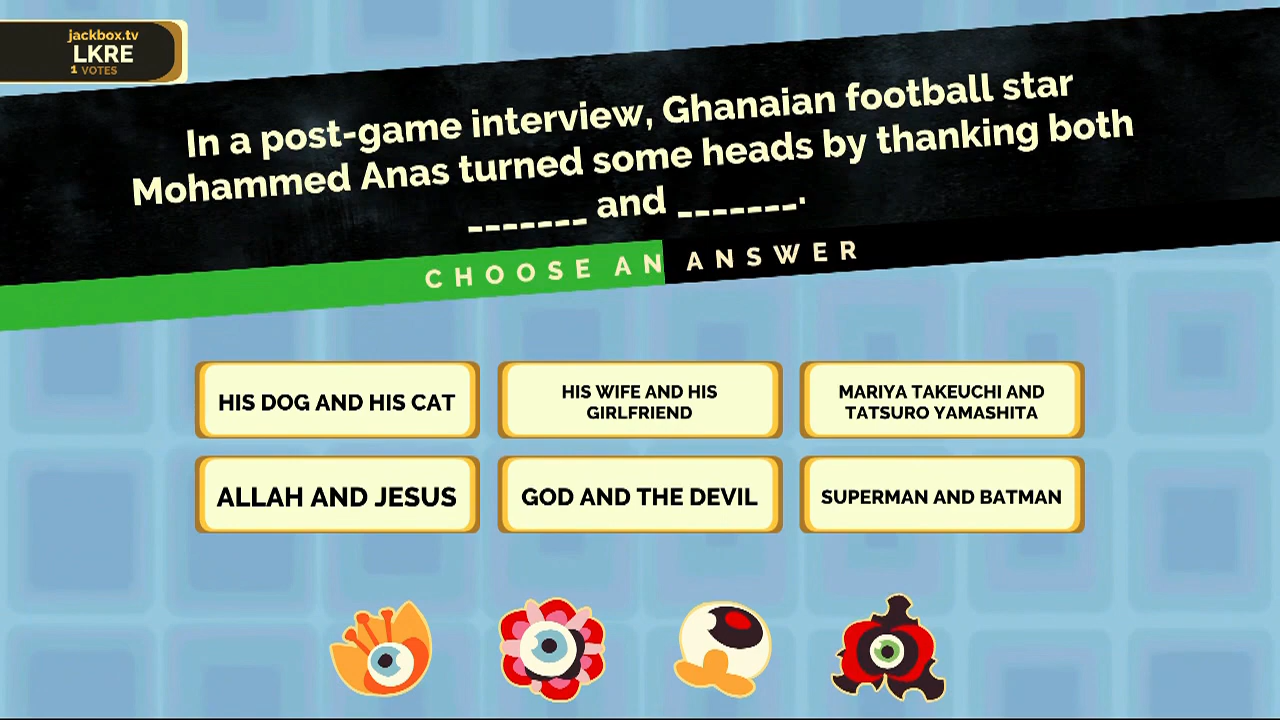 jackbox.tv
LKRE
1 VOTES
In a post-game interview, Ghanaian football star
Mohammed Anas turned some heads by thanking both
_______ and _______.
CHOOSE AN ANSWER
HIS DOG AND HIS CAT
HIS WIFE AND HIS
GIRLFRIEND
MARIYA TAKEUCHI AND
TATSURO YAMASHITA
ALLAH AND JESUS
GOD AND THE DEVIL
SUPERMAN AND BATMAN